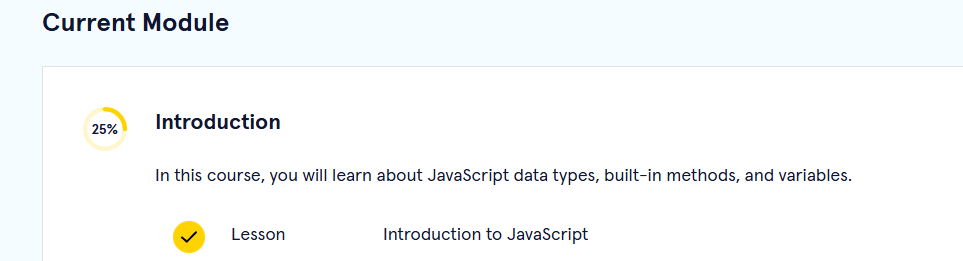 Current Module
25%
Introduction
In this course, you will learn about JavaScript data types, built-in methods, and variables.
Lesson Introduction to JavaScript